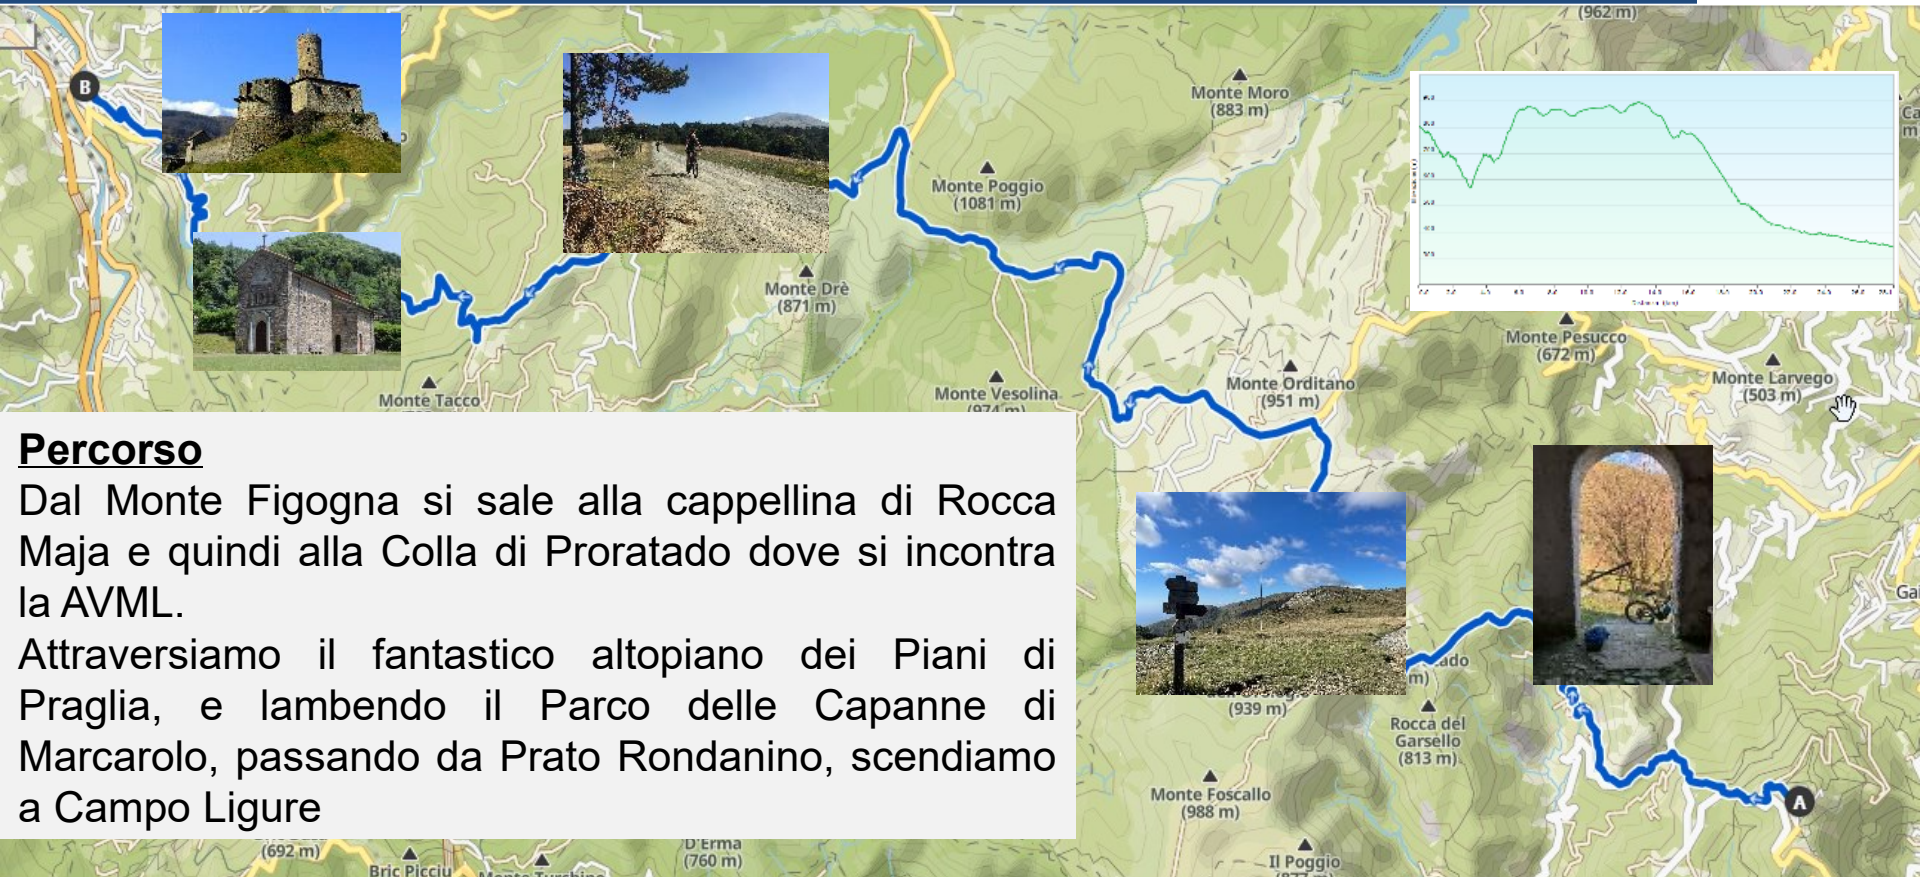 (962 m)
B
Monte Moro
(883 m)
Monte Poggio
(1081 m)
Monte Drè
(871 m)
Monte Pesucco
(672 m)
Monte Larvego
(503 m)
Monte Orditano
(951 m)
Monte Vesolina
(974 m)
Monte Tacco
Percorso
Dal Monte Figogna si sale alla cappellina di Rocca
Maja e quindi alla Colla di Proratado dove si incontra
la AVML.
Attraversiamo il fantastico altopiano dei Piani di
Praglia, e lambendo il Parco delle Capanne di
Marcarolo, passando da Prato Rondanino, scendiamo
a Campo Ligure
(939 m)
Rocca del
Garsello
(813 m)
Monte Foscallo
(988 m)
A
Il Poggio
D'Erma
(760 m)
(692 m)
Bric Picciu